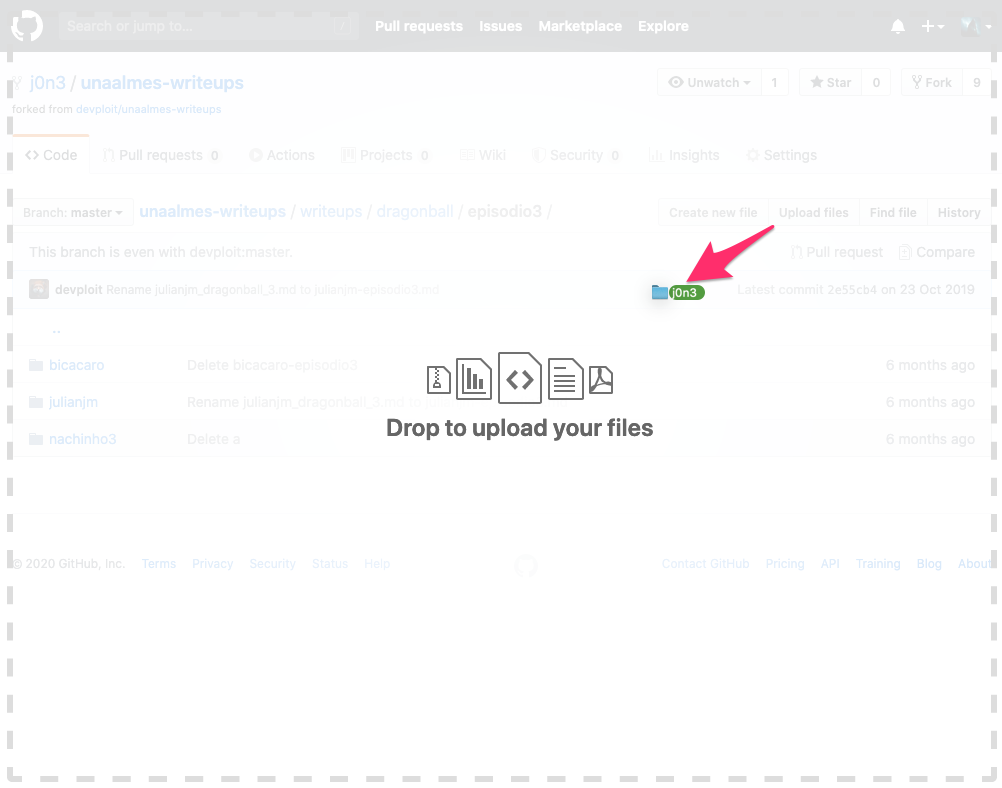 Search or jump to... / Pull requests Issues Marketplace Explore
j0n3 / unaalmes-writeups Unwatch 1 Star 0 Fork 9
forked from devploit/unaalmes-writeups
Code Pull requests 0 Actions Projects 0 Wiki Security 0 Insights Settings
Branch: master unaalmes-writeups / writeups / dragonball / episodio3 / Create new file Upload files Find file History
This branch is even with devploit:master. Pull request Compare
devploit Rename julianjm_dragonball_3.md to julianjm-episodio3.md j0n3 Latest commit 2e55cb4 on 23 Oct 2019
..
bicacaro Delete bicacaro-episodio3 6 months ago
julianjm Rename julianjm_dragonball_3.md to 6 months ago
nachinho3 Delete a 6 months ago
Drop to upload your files
© 2020 GitHub, Inc. Terms Privacy Security Status Help Contact GitHub Pricing API Training Blog About